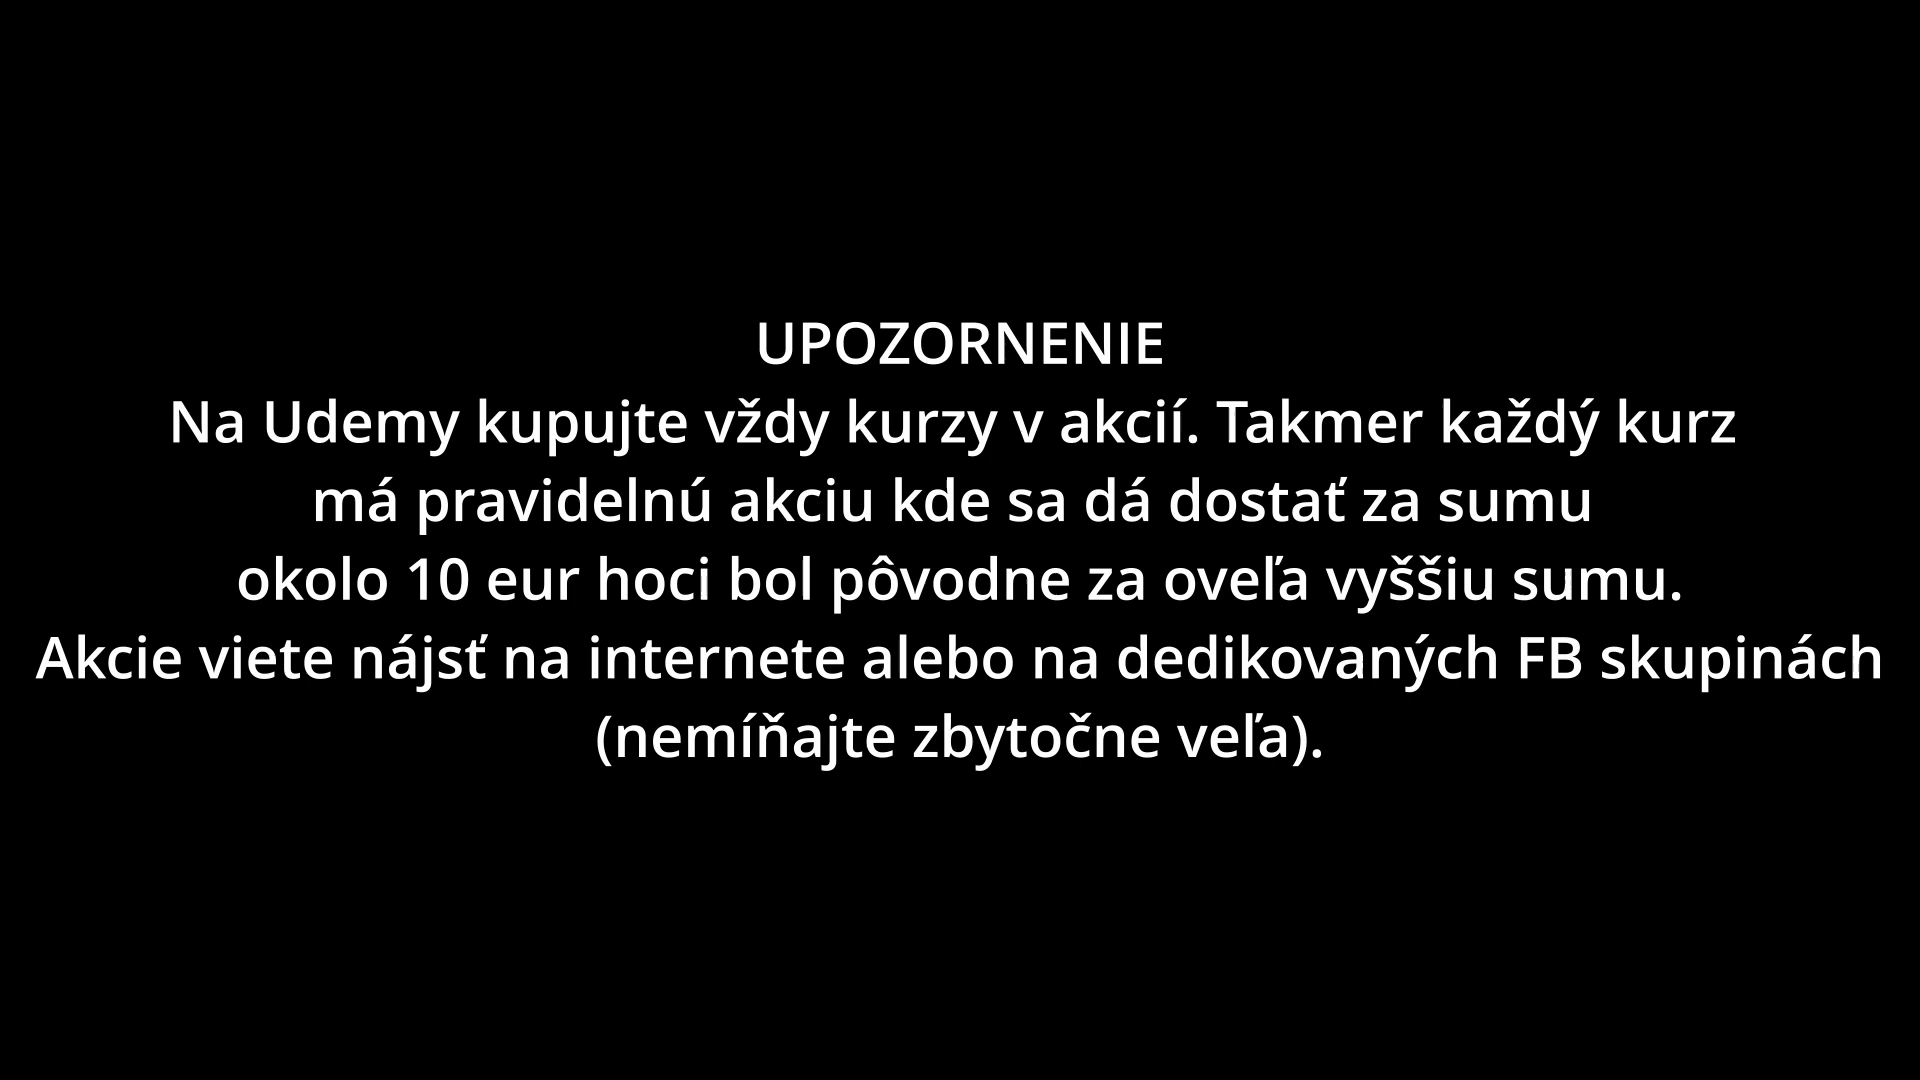 UPOZORNENIE
Na Udemy kupujte vždy kurzy v akcií. Takmer každý kurz
má pravidelnú akciu kde sa dá dostať za sumu
okolo 10 eur hoci bol pôvodne za oveľa vyššiu sumu.
Akcie viete nájsť na internete alebo na dedikovaných FB skupinách
(nemíňajte zbytočne veľa).